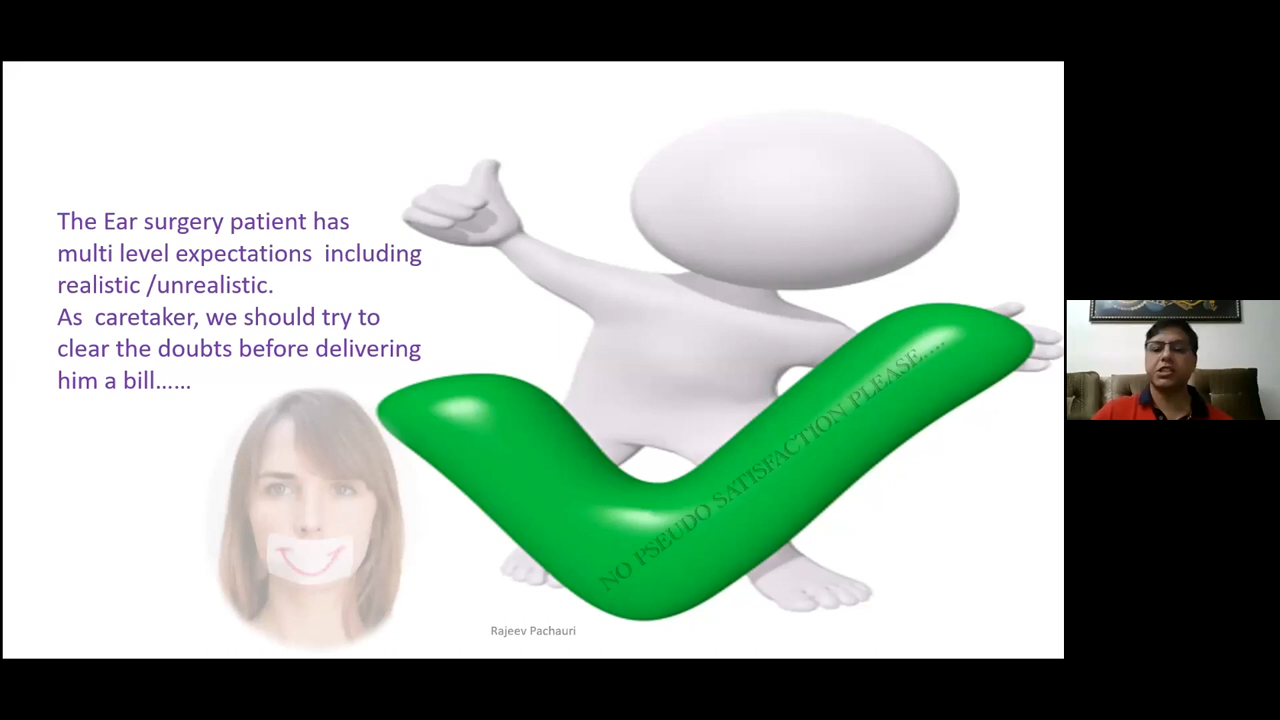 The Ear surgery patient has
multi level expectations  including
realistic /unrealistic.
As  caretaker, we should try to
clear the doubts before delivering
him a bill......
NO PSEUDO SATISFACTION PLEASE....
Rajeev Pachauri